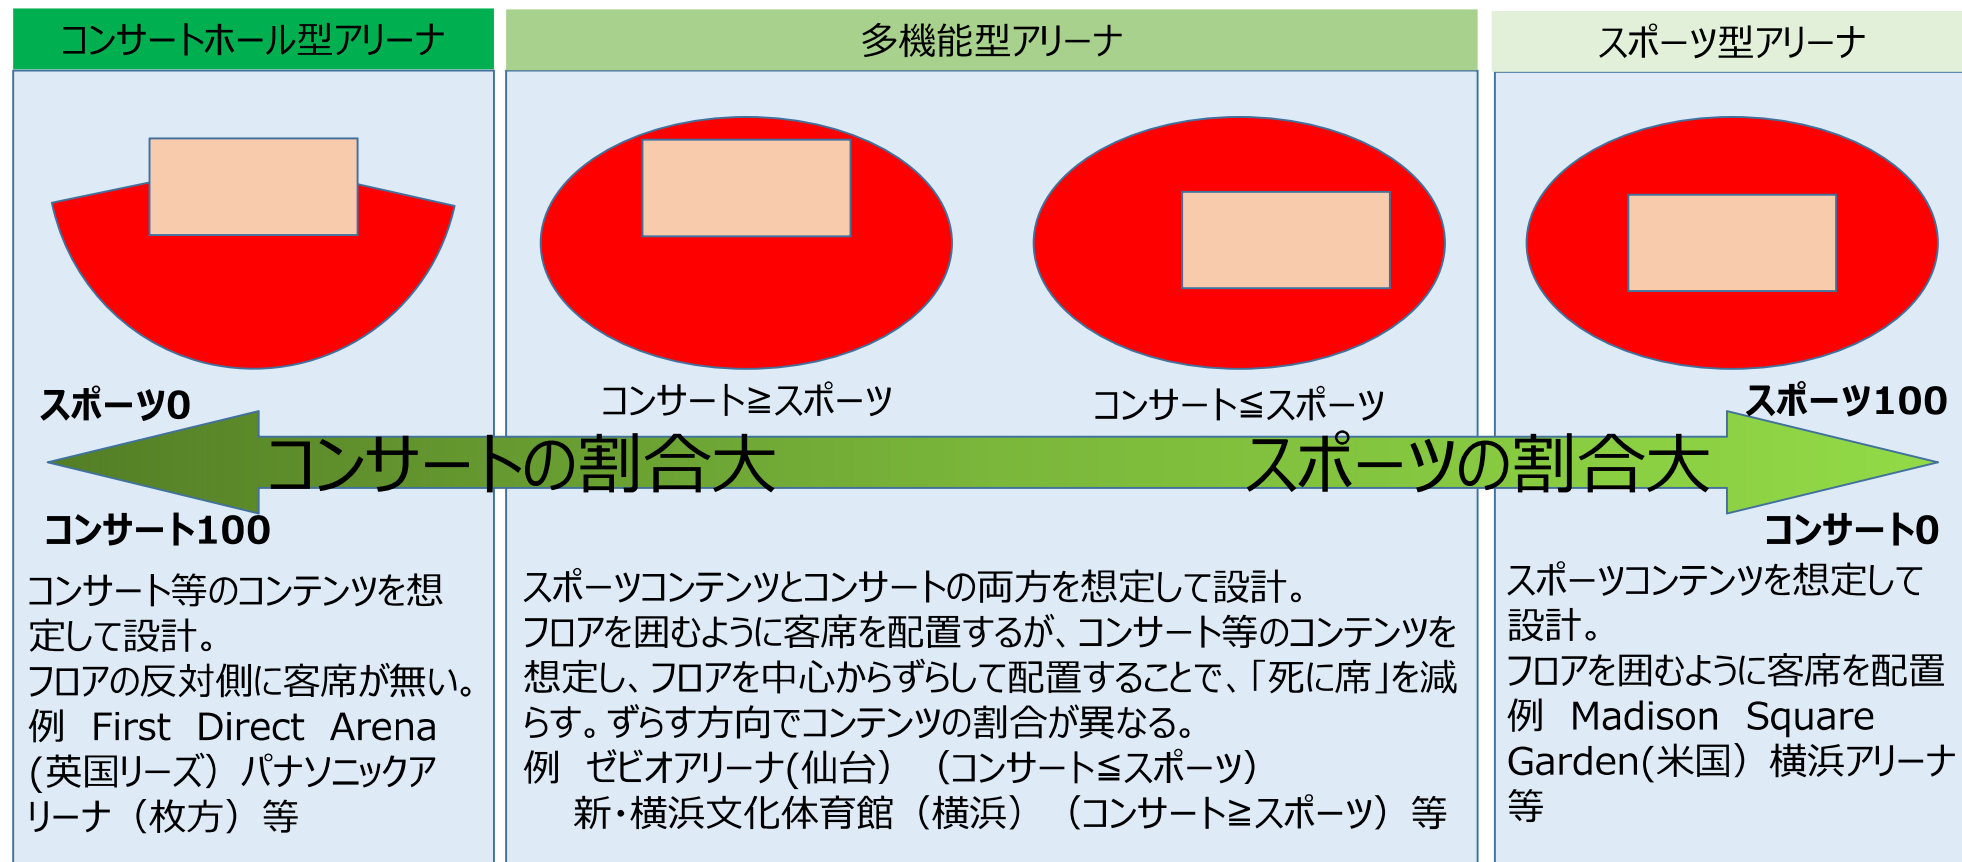 コンサートホール型アリーナ
多機能型アリーナ
スポーツ型アリーナ
コンサート≧スポーツ
コンサート≦スポーツ
スポーツ0
スポーツ100
コンサートの割合大
スポーツの割合大
コンサート100
コンサート0
コンサート等のコンテンツを想
定して設計。
フロアの反対側に客席が無い。
例　First　Direct　Arena
(英国リーズ）パナソニックア
リーナ（枚方）等
スポーツコンテンツとコンサートの両方を想定して設計。
フロアを囲むように客席を配置するが、コンサート等のコンテンツを
想定し、フロアを中心からずらして配置することで、「死に席」を減
らす。ずらす方向でコンテンツの割合が異なる。
例　ゼビオアリーナ(仙台）（コンサート≦スポーツ）
新・横浜文化体育館（横浜）（コンサート≧スポーツ）等
スポーツコンテンツを想定して
設計。
フロアを囲むように客席を配置
例　Madison　Square
Garden(米国）横浜アリーナ
等